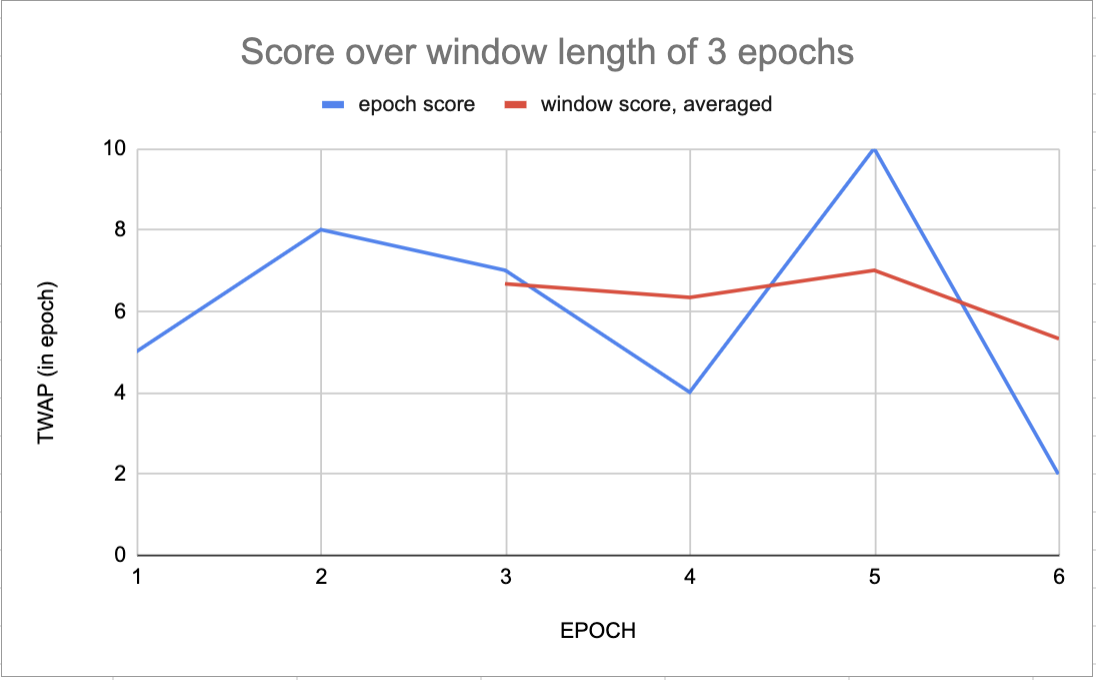 Score over window length of 3 epochs
epoch score window score, averaged
10
8
6
4
2
0
TWAP (in epoch)
1 2 3 4 5 6
EPOCH